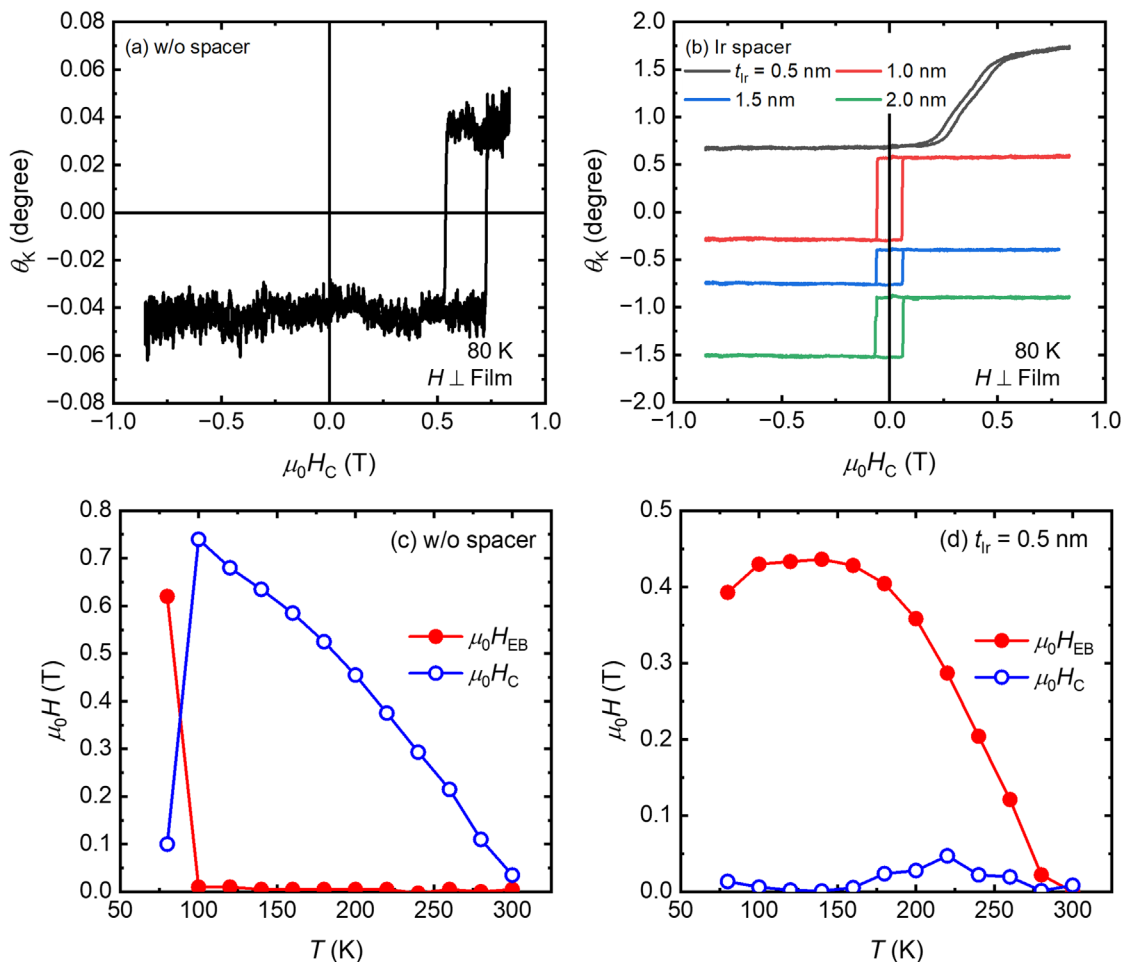 (a) w/o spacer
0.08
0.06
0.04
0.02
0.00
−0.02
−0.04
−0.06
−0.08
θK (degree)
80 K
H ⊥ Film
−1.0
−0.5
0.0
0.5
1.0
μ0HC (T)
(b) Ir spacer
tIr = 0.5 nm
1.0 nm
1.5 nm
2.0 nm
2.0
1.5
1.0
0.5
0.0
−0.5
−1.0
−1.5
−2.0
θK (degree)
80 K
H ⊥ Film
−1.0
−0.5
0.0
0.5
1.0
μ0HC (T)
(c) w/o spacer
0.8
0.7
0.6
0.5
0.4
0.3
0.2
0.1
0.0
μ0H (T)
μ0HEB
μ0HC
50
100
150
200
250
300
T (K)
(d) tIr = 0.5 nm
0.5
0.4
0.3
0.2
0.1
0.0
μ0H (T)
μ0HEB
μ0HC
50
100
150
200
250
300
T (K)